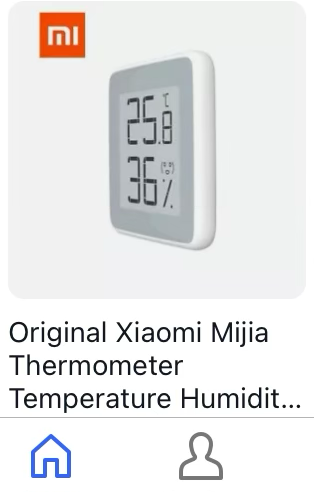 mi
25.8 °C
36 %
Original Xiaomi Mijia
Thermometer
Temperature Humidit...